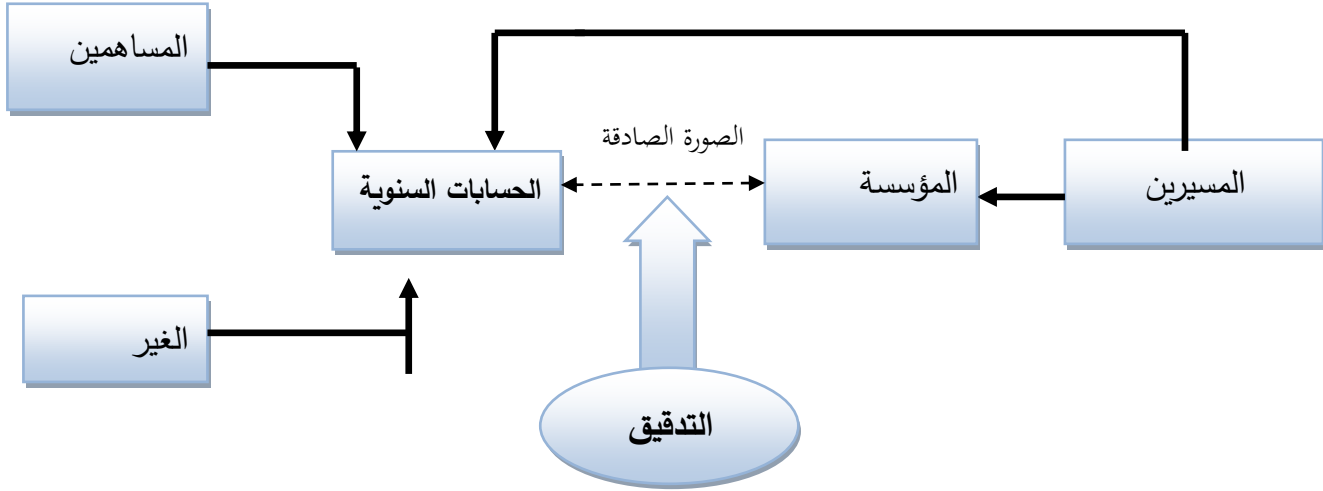 المساهمين
الصورة الصادقة
المسيرين
المؤسسة
الحسابات السنوية
الغير
التدقيق